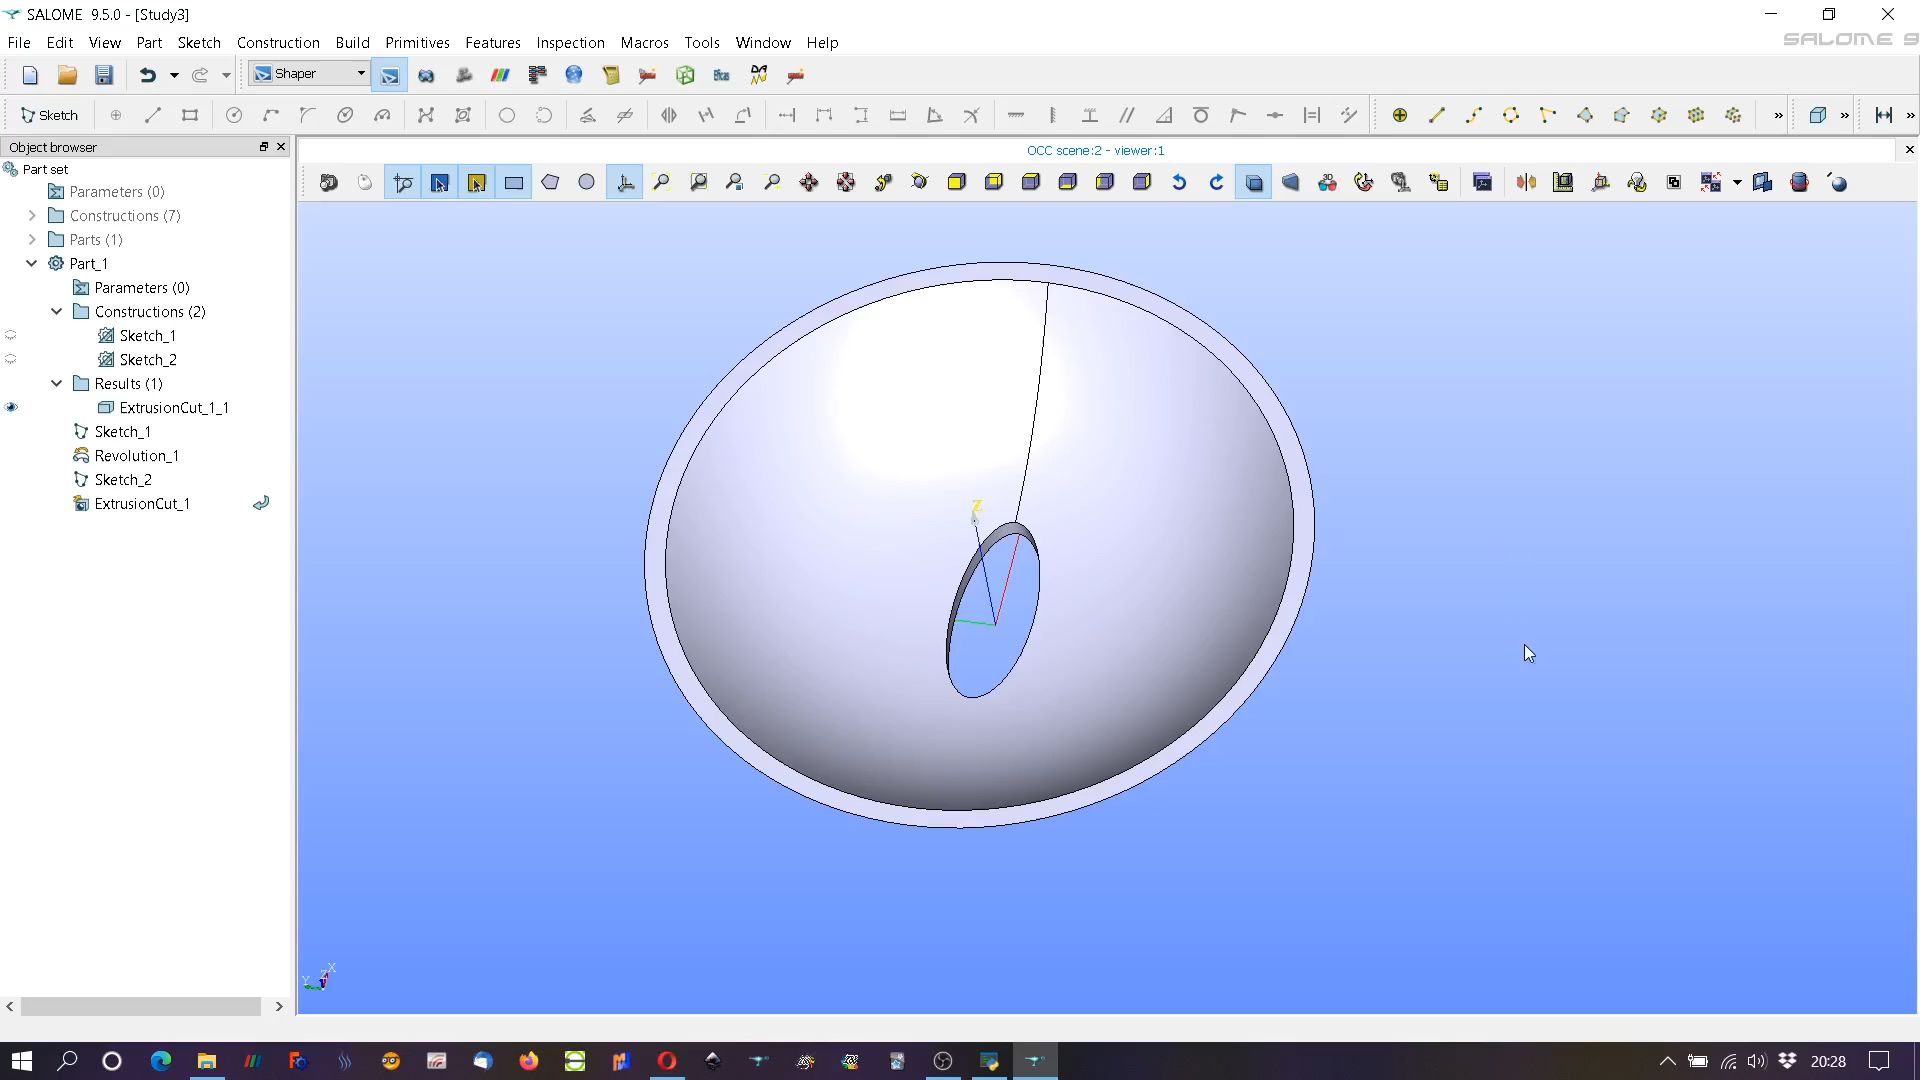 SALOME 9.5.0 - [Study3]
File Edit View Part Sketch Construction Build Primitives Features Inspection Macros Tools Window Help
SALOME 9
Shaper
Eficas
Sketch
Object browser
OCC scene:2 - viewer:1
Part set
Parameters (0)
Constructions (7)
Parts (1)
Part_1
Parameters (0)
Constructions (2)
Sketch_1
Sketch_2
Results (1)
ExtrusionCut_1_1
Sketch_1
Revolution_1
Sketch_2
ExtrusionCut_1
Z
X
Z
Y
20:28